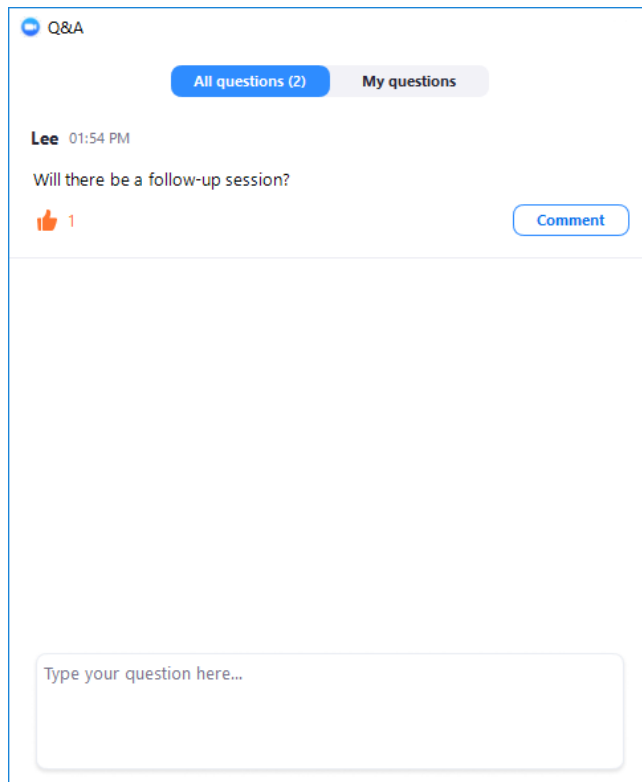 Q&A
All questions (2) My questions
Lee 01:54 PM
Will there be a follow-up session?
1 Comment
Type your question here...